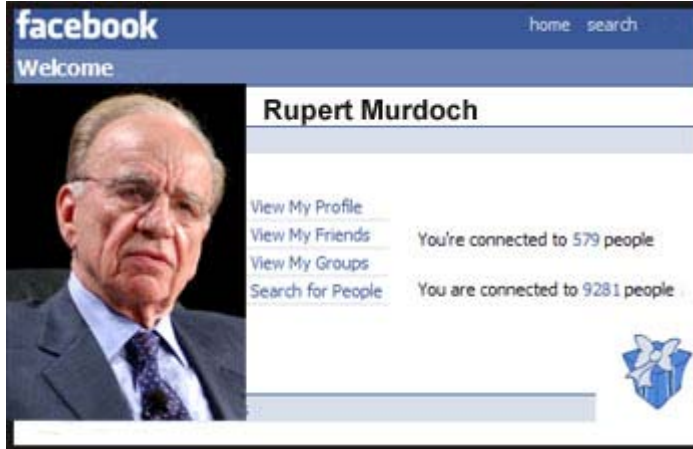 facebook
home search
Welcome
Rupert Murdoch
View My Profile
View My Friends
You're connected to 579 people
View My Groups
Search for People
You are connected to 9281 people